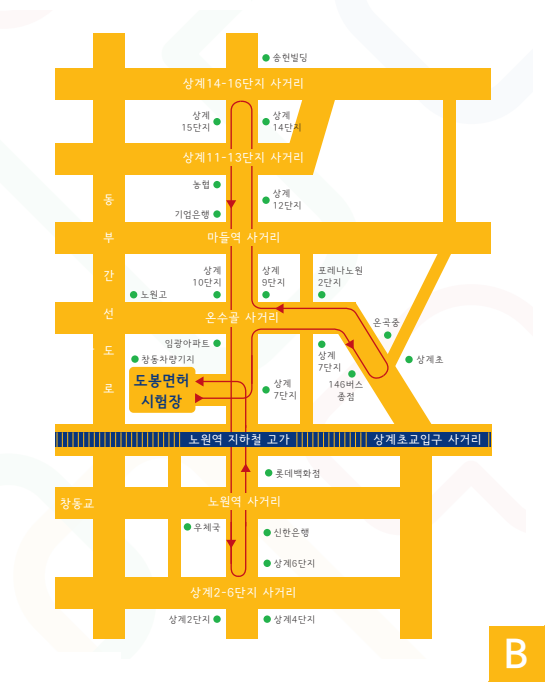 송현빌딩
상계14-16단지 사거리
상계
15단지
상계
14단지
상계11-13단지 사거리
농협
상계
12단지
기업은행
동
부
간
선
도
로
마들역 사거리
상계
10단지
상계
9단지
포레나노원
2단지
노원고
온수골 사거리
온곡중
임광아파트
창동차량기지
상계
7단지
상계초
도봉면허
시험장
상계
7단지
146버스
종점
노원역 지하철 고가
상계초교입구 사거리
롯데백화점
창동교
노원역 사거리
우체국
신한은행
상계6단지
상계2-6단지 사거리
상계2단지
상계4단지
B